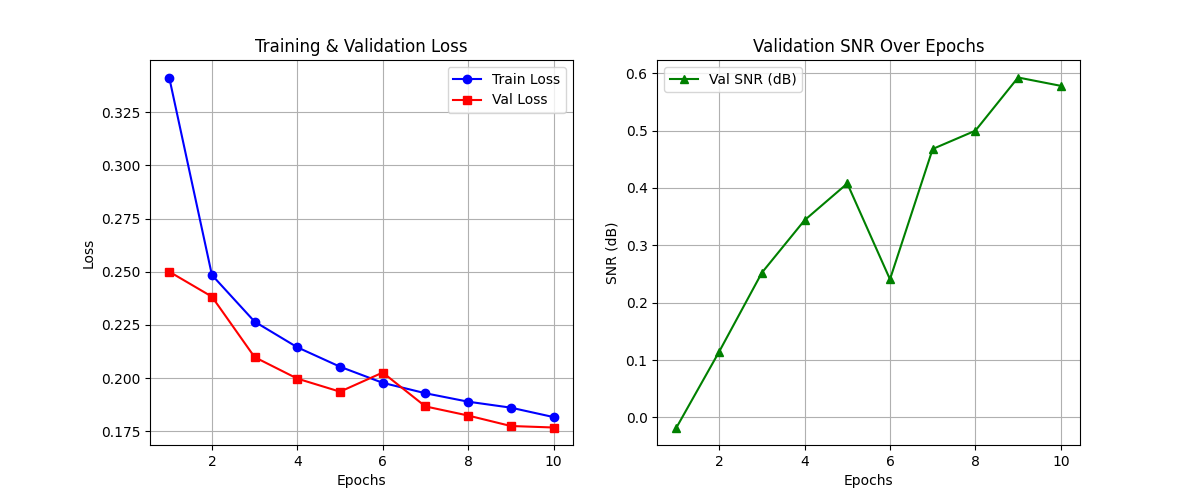 Training & Validation Loss
Train Loss
Val Loss
0.325
0.300
0.275
0.250
0.225
0.200
0.175
Loss
2
4
6
8
10
Epochs
Validation SNR Over Epochs
Val SNR (dB)
0.6
0.5
0.4
0.3
0.2
0.1
0.0
SNR (dB)
2
4
6
8
10
Epochs